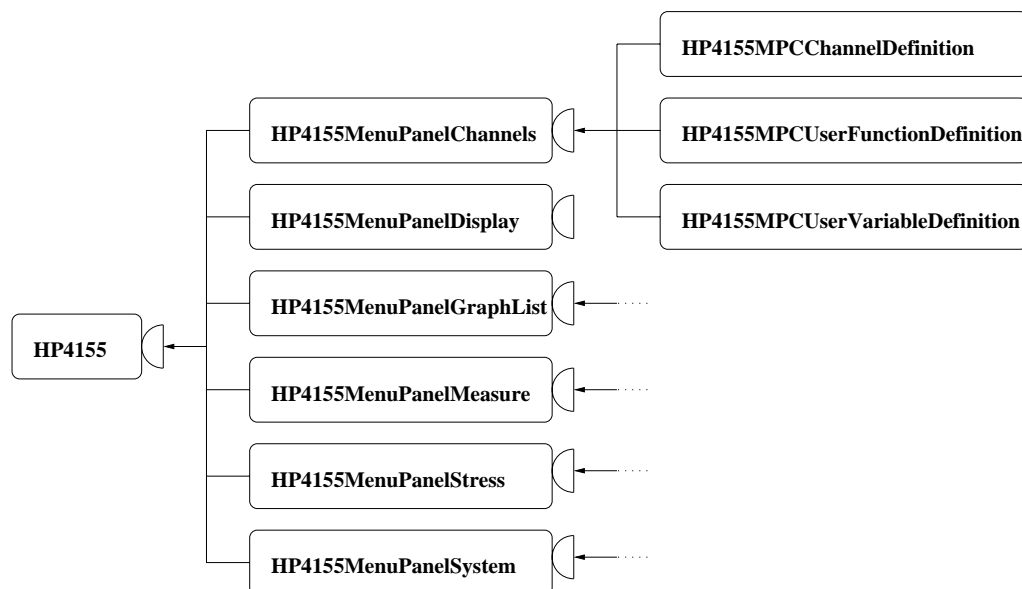 HP4155MPCChannelDefinition
HP4155MenuPanelChannels
HP4155MPCUserFunctionDefinition
HP4155MenuPanelDisplay
HP4155MPCUserVariableDefinition
HP4155MenuPanelGraphList
HP4155
HP4155MenuPanelMeasure
HP4155MenuPanelStress
HP4155MenuPanelSystem